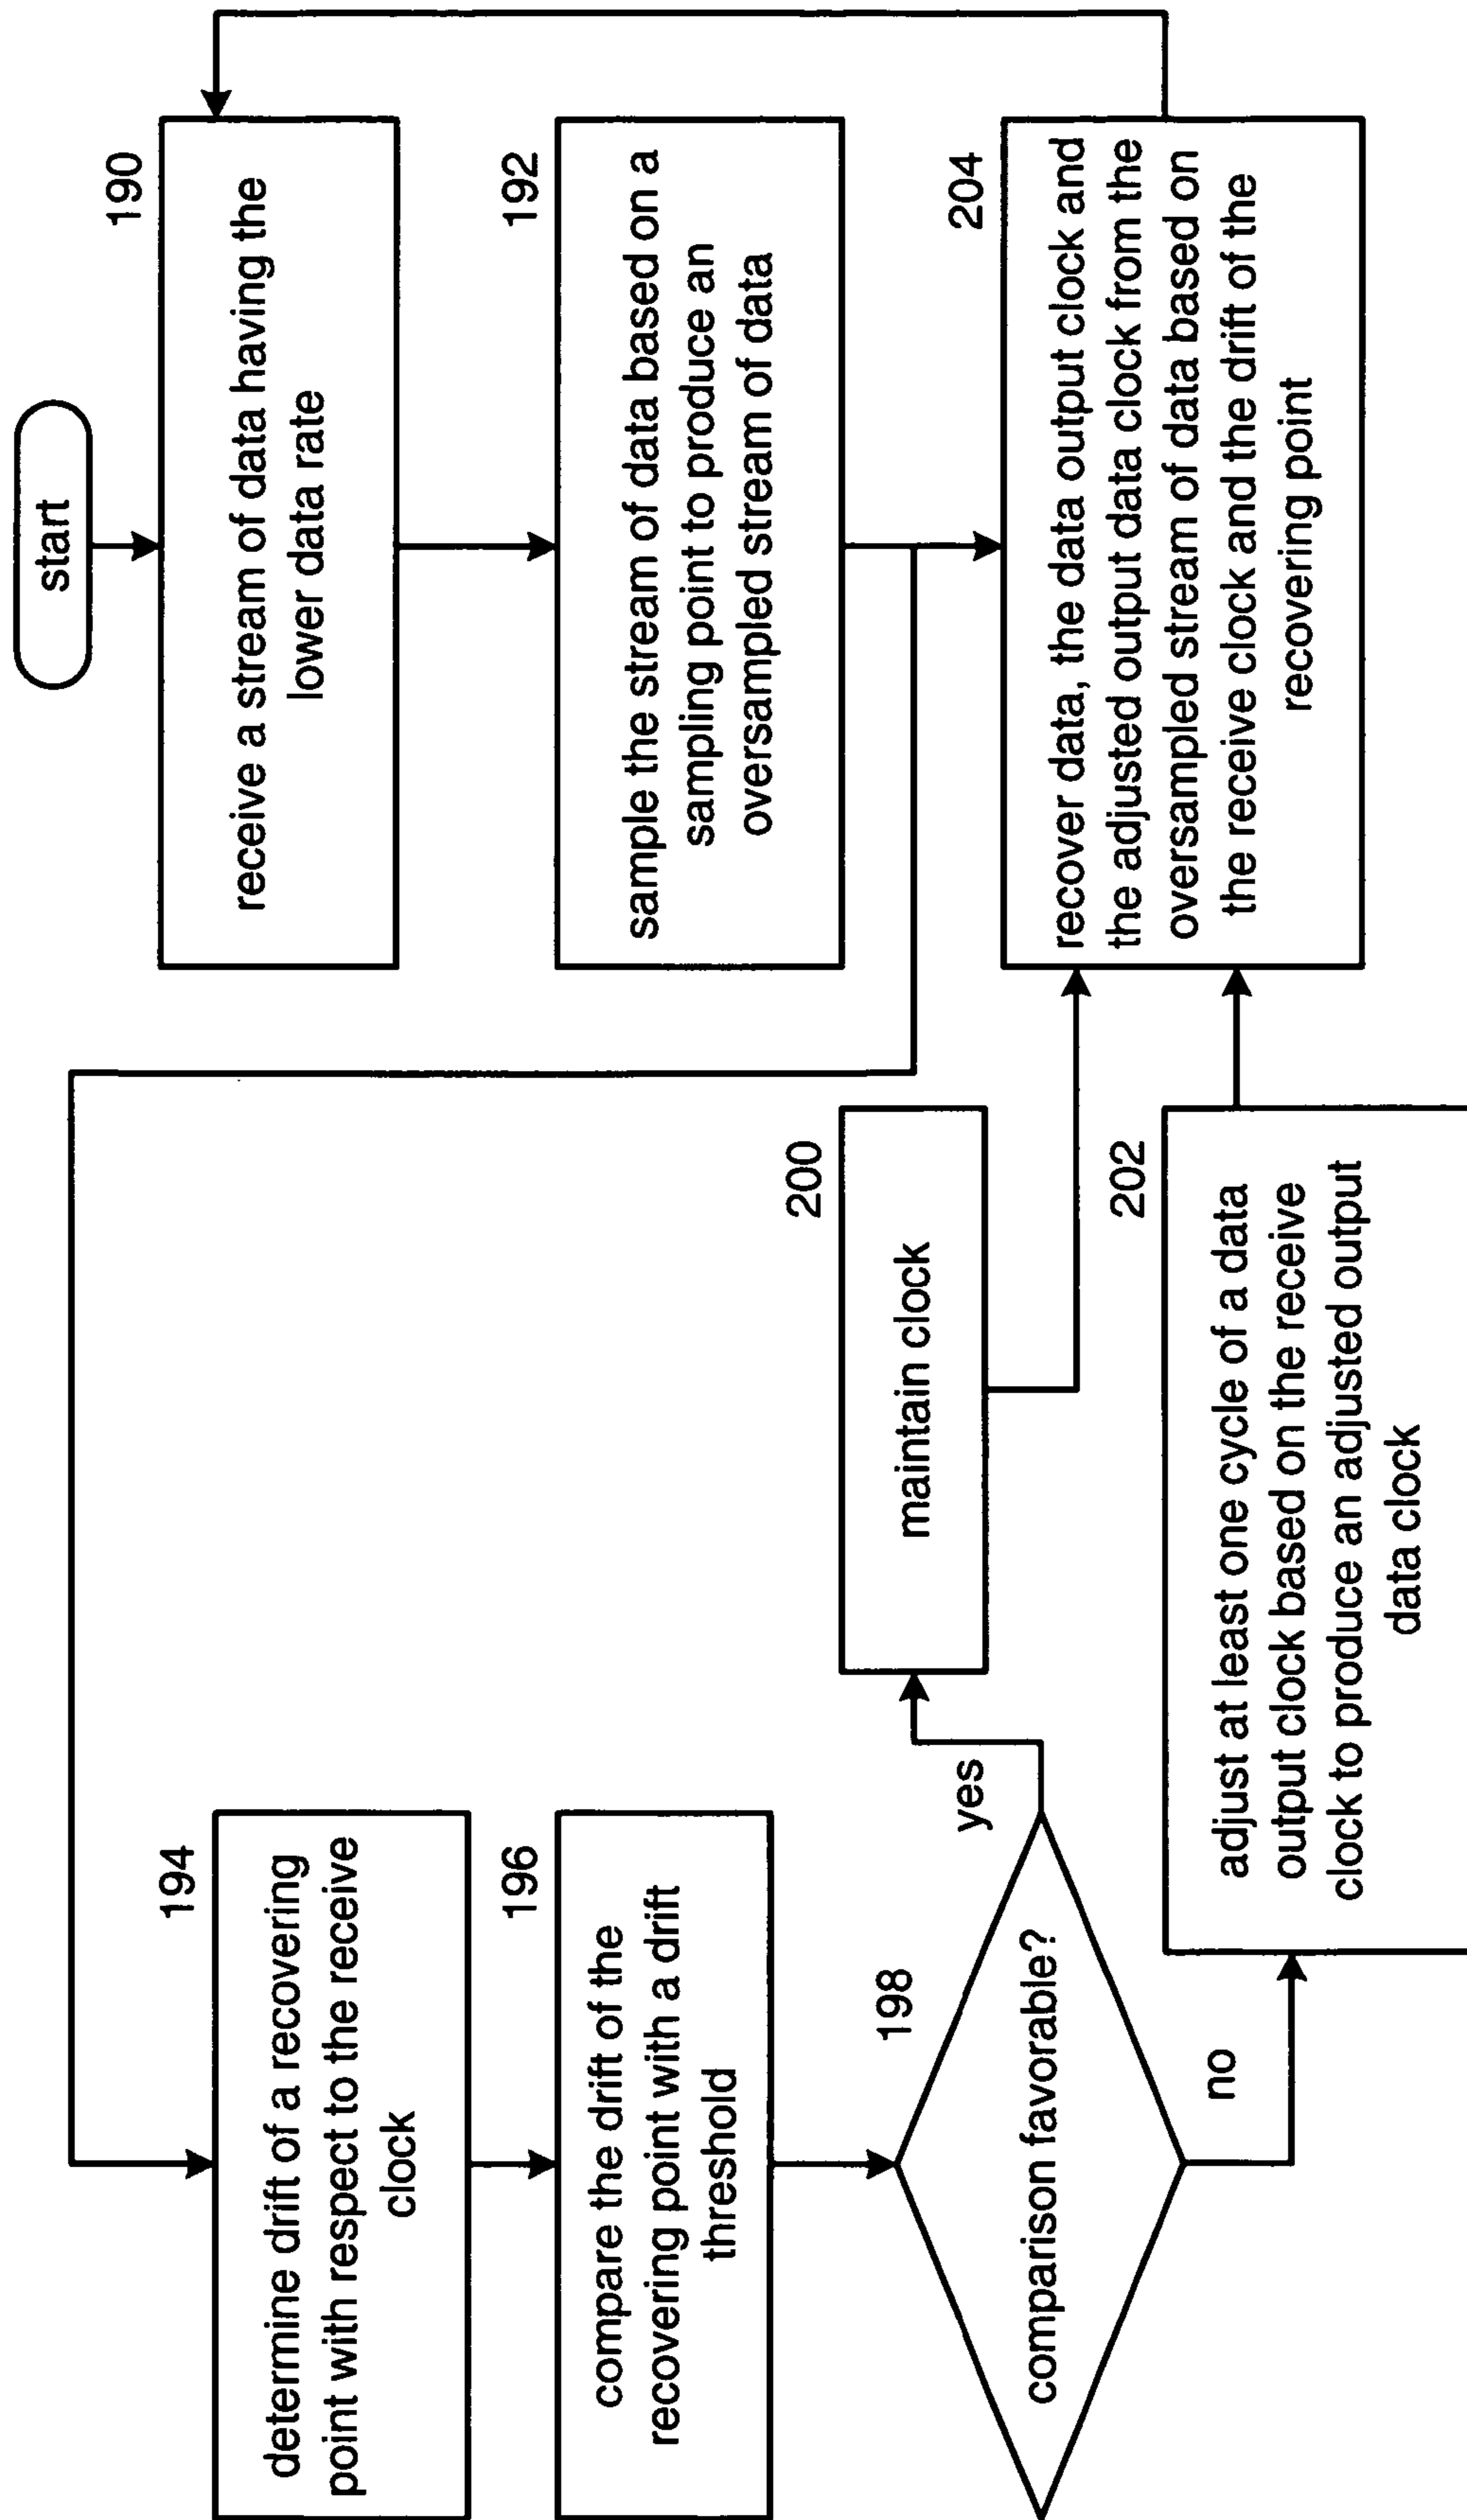 start
190
receive a stream of data having the
lower data rate
192
sample the stream of data based on a
sampling point to produce an
oversampled stream of data
194
determine drift of a recovering
point with respect to the receive
clock
196
compare the drift of the
recovering point with a drift
threshold
198
comparison favorable?
yes
no
200
maintain clock
202
adjust at least one cycle of a data
output clock based on the receive
clock to produce an adjusted output
data clock
204
recover data, the data output clock and
the adjusted output data clock from the
oversampled stream of data based on
the receive clock and the drift of the
recovering point